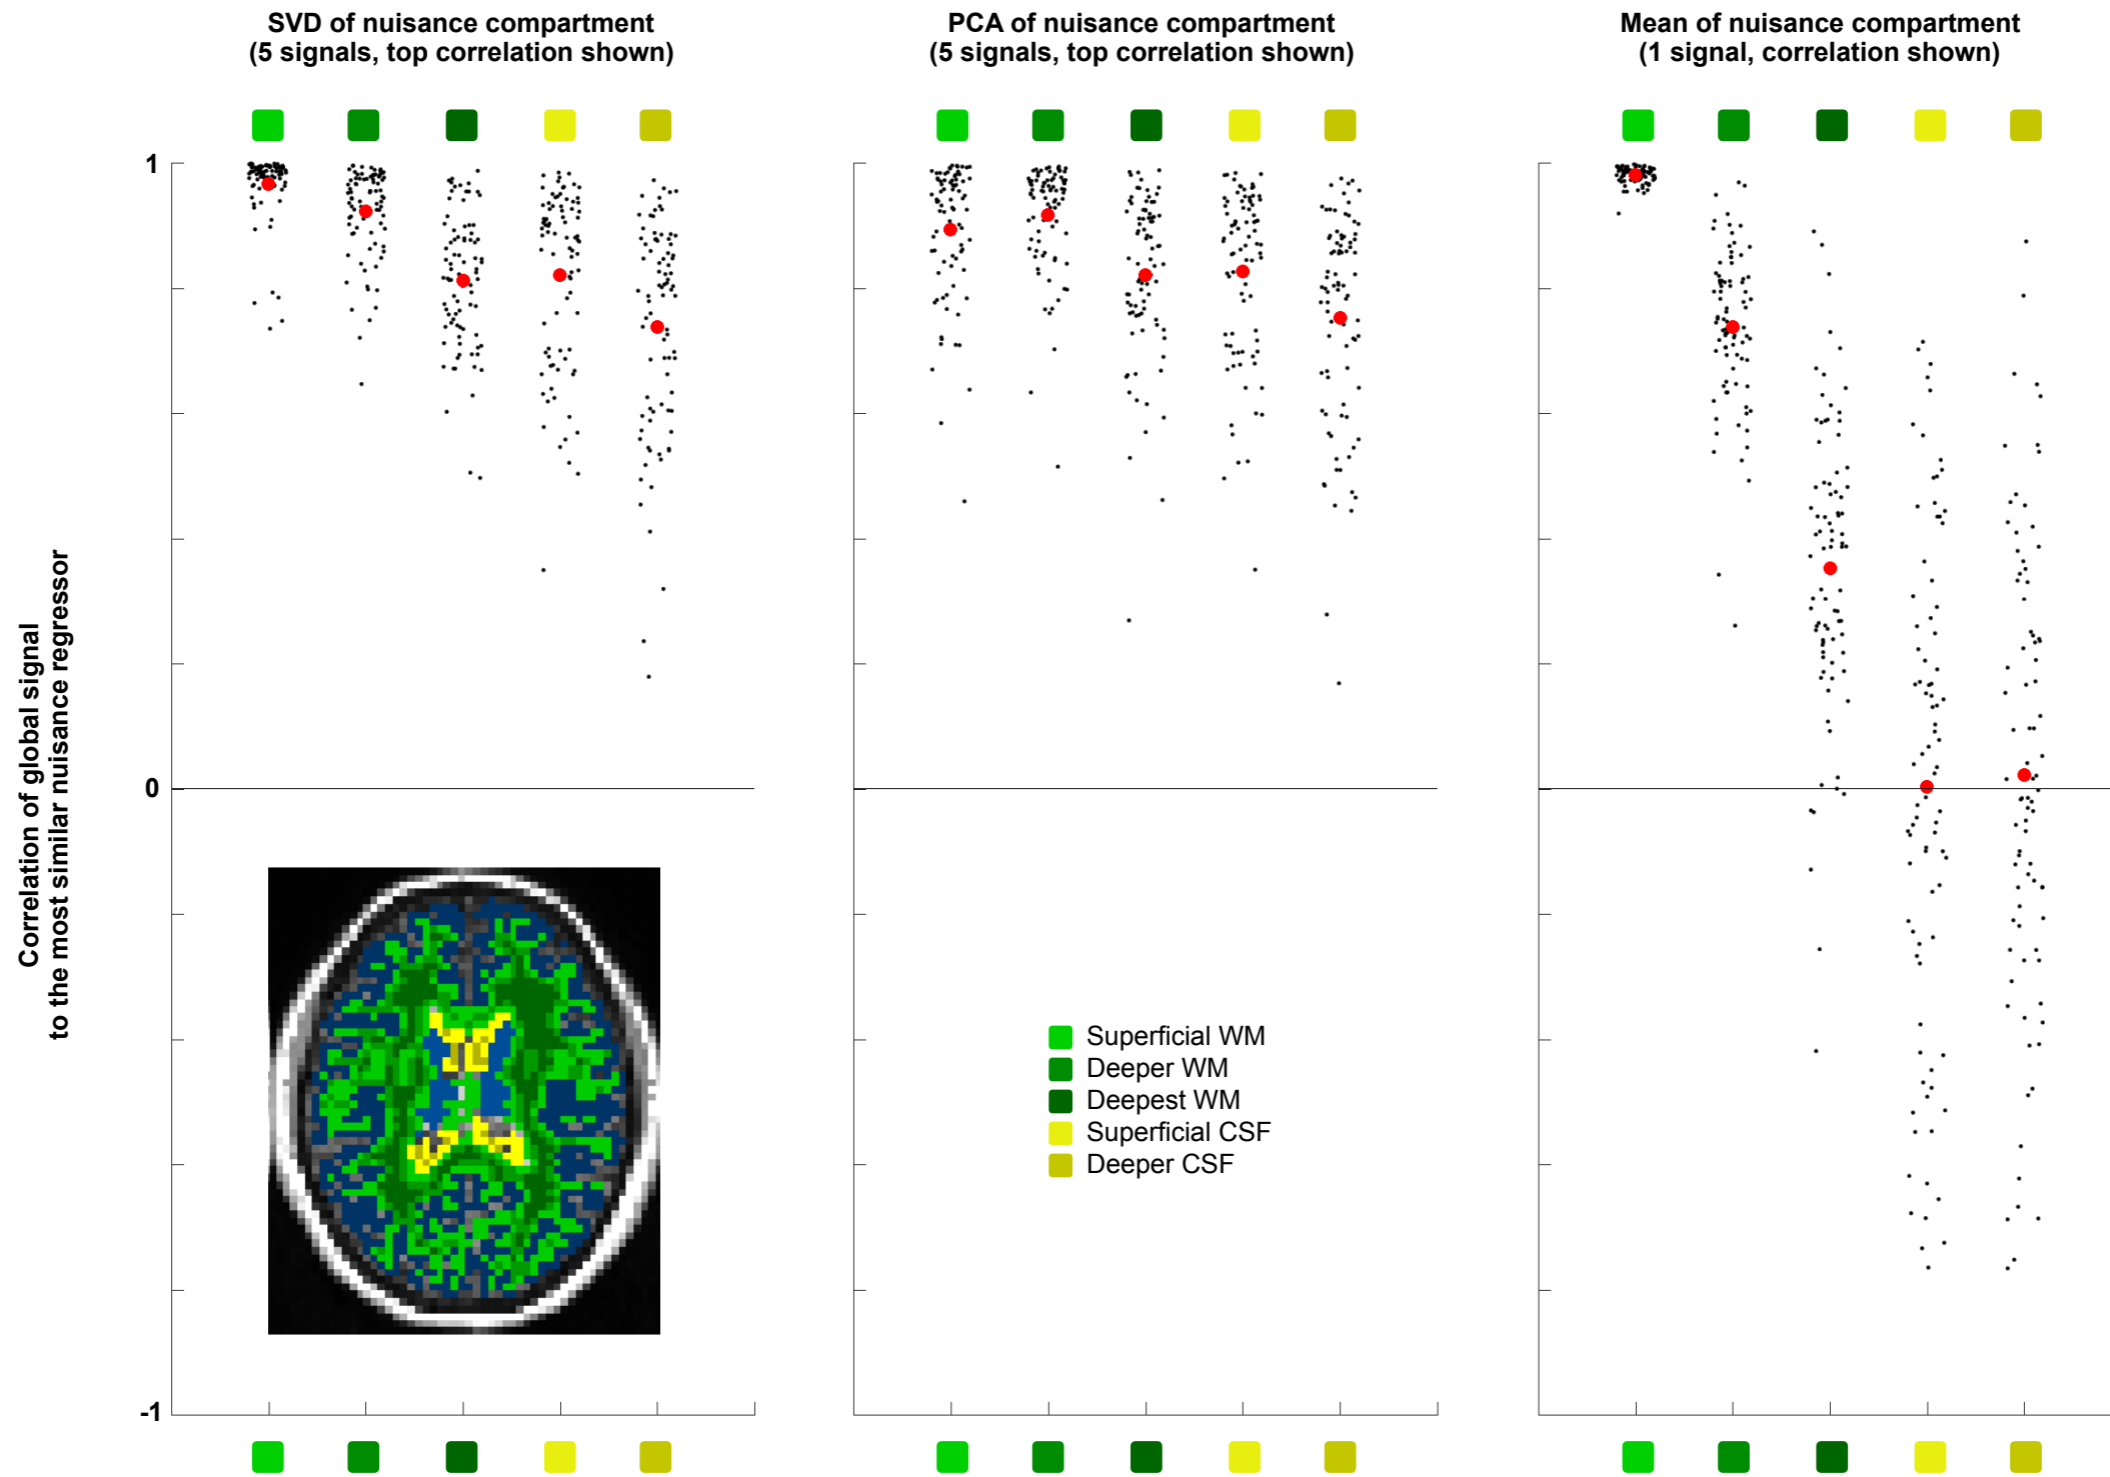 SVD of nuisance compartment
(5 signals, top correlation shown)
PCA of nuisance compartment
(5 signals, top correlation shown)
Mean of nuisance compartment
(1 signal, correlation shown)
1
0
-1
Correlation of global signal
to the most similar nuisance regressor
Superficial WM
Deeper WM
Deepest WM
Superficial CSF
Deeper CSF